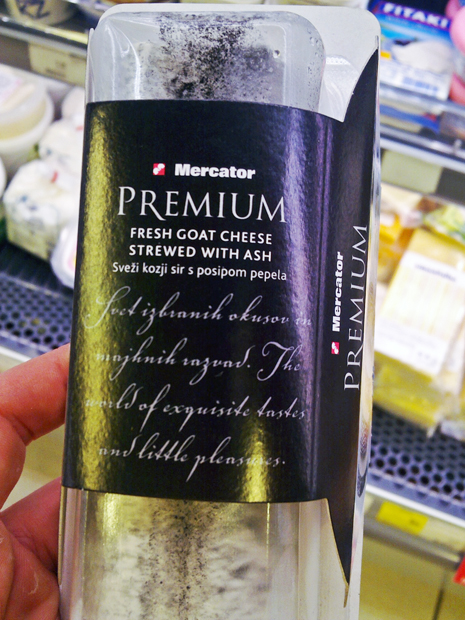 FITAKI
Mercator
PREMIUM
FRESH GOAT CHEESE
STREWED WITH ASH
Sveži kozji sir s posipom pepela
Svet izbranih okusov in
majhnih razvad. The
world of exquisite tastes
and little pleasures.
Mercator
PREMIUM